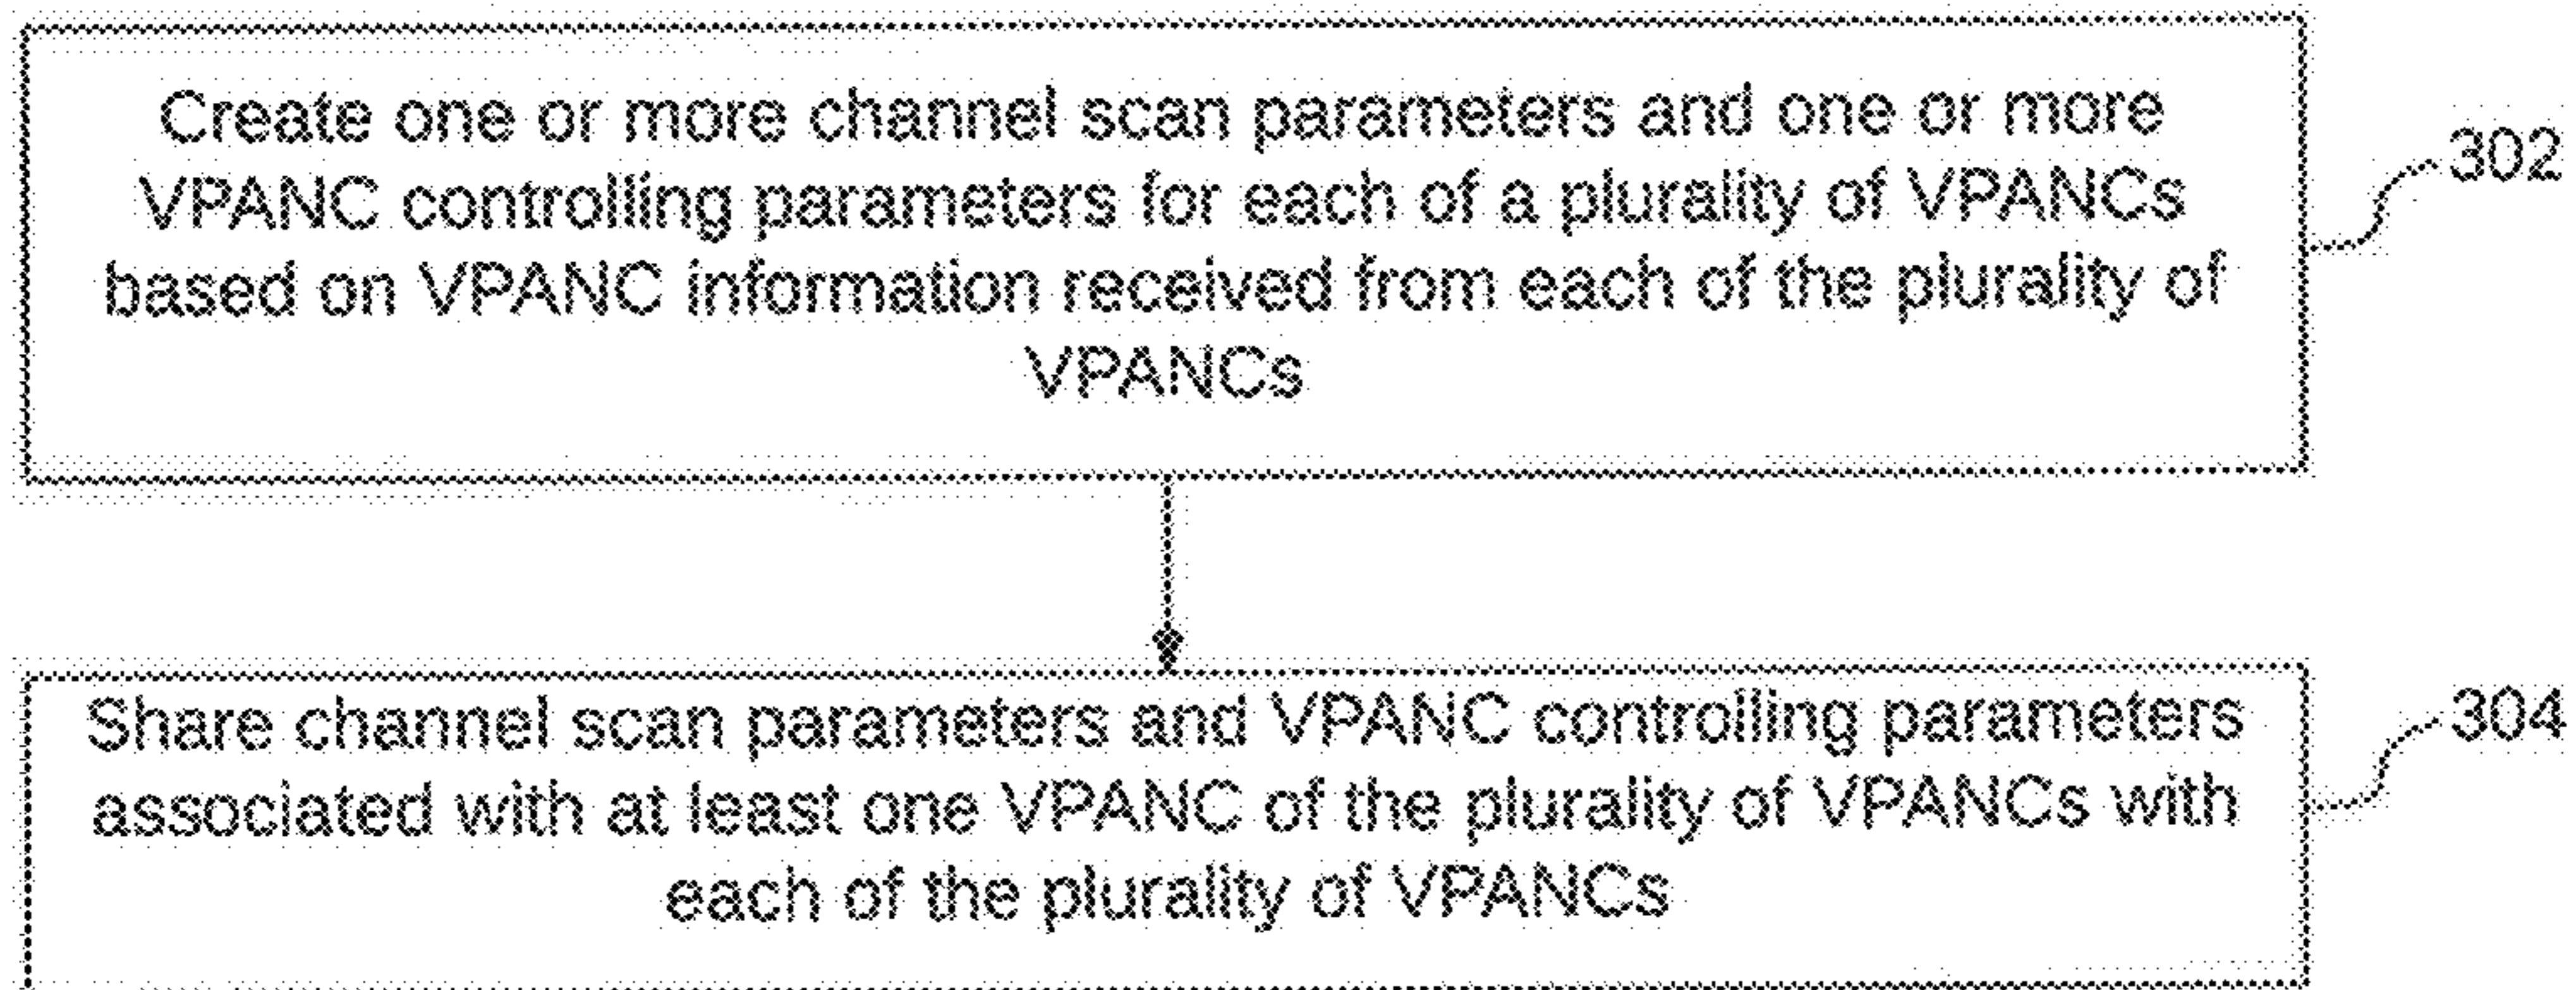 Create one or more channel scan parameters and one or more
VPANC controlling parameters for each of a plurality of VPANCs
based on VPANC information received from each of the plurality of
VPANCs
302
Share channel scan parameters and VPANC controlling parameters
associated with at least one VPANC of the plurality of VPANCs with
each of the plurality of VPANCs
304